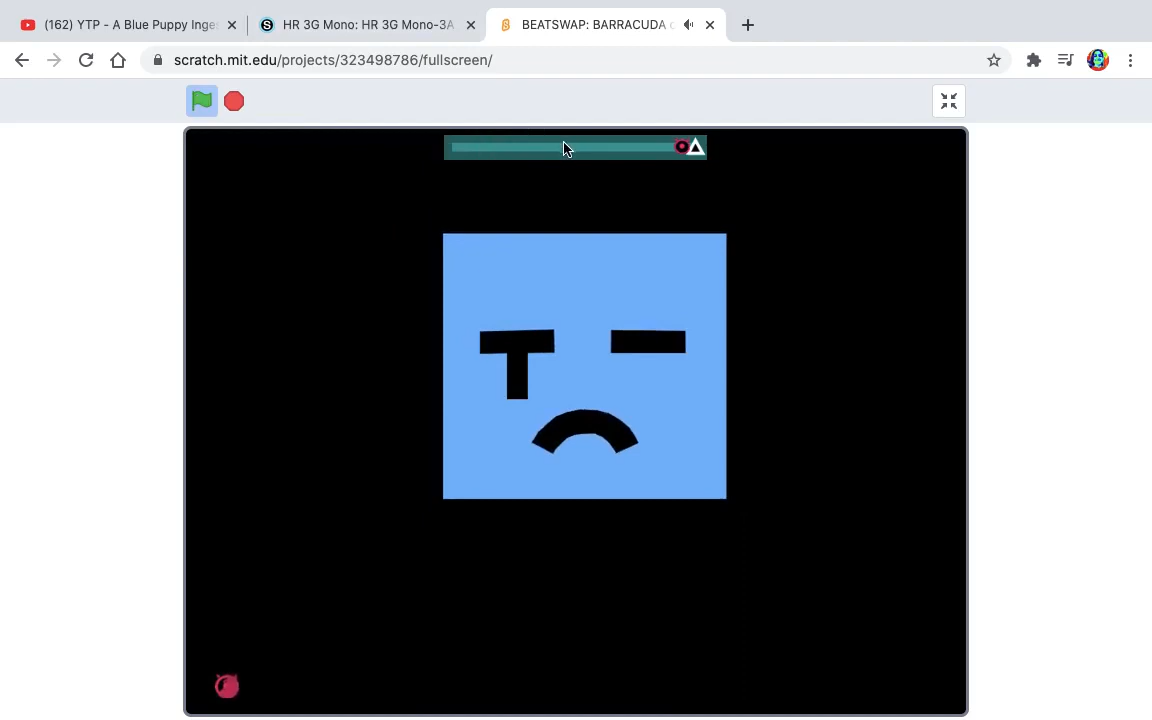 (162) YTP - A Blue Puppy Inges
HR 3G Mono: HR 3G Mono-3A
BEATSWAP: BARRACUDA
scratch.mit.edu/projects/323498786/fullscreen/